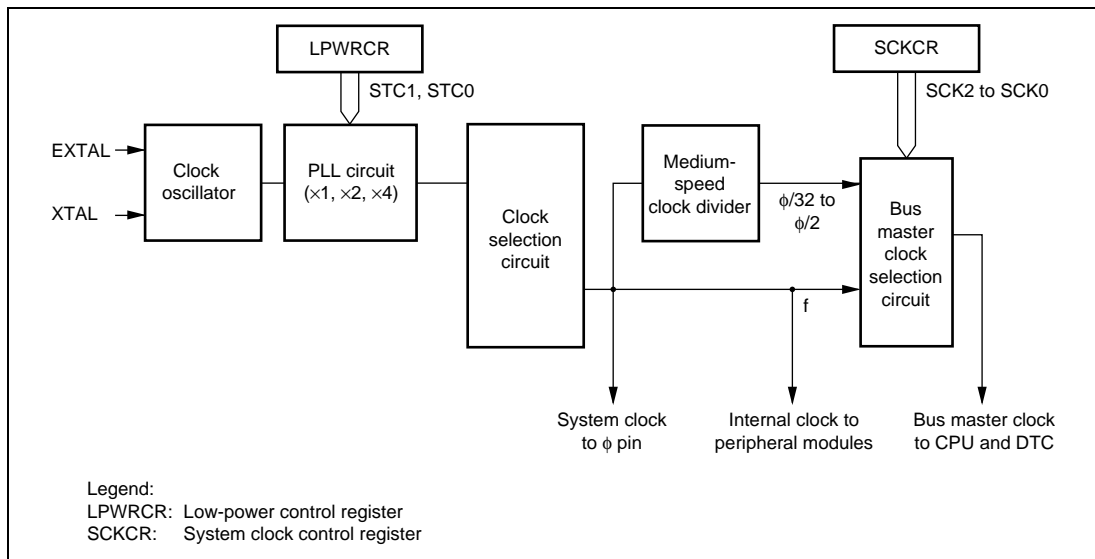 LPWRCR
SCKCR
STC1, STC0
SCK2 to SCK0
EXTAL
XTAL
Clock
oscillator
PLL circuit
(×1, ×2, ×4)
Clock
selection
circuit
Medium-
speed
clock divider
ϕ/32 to
ϕ/2
Bus
master
clock
selection
circuit
f
System clock
to ϕ pin
Internal clock to
peripheral modules
Bus master clock
to CPU and DTC
Legend:
LPWRCR: Low-power control register
SCKCR: System clock control register